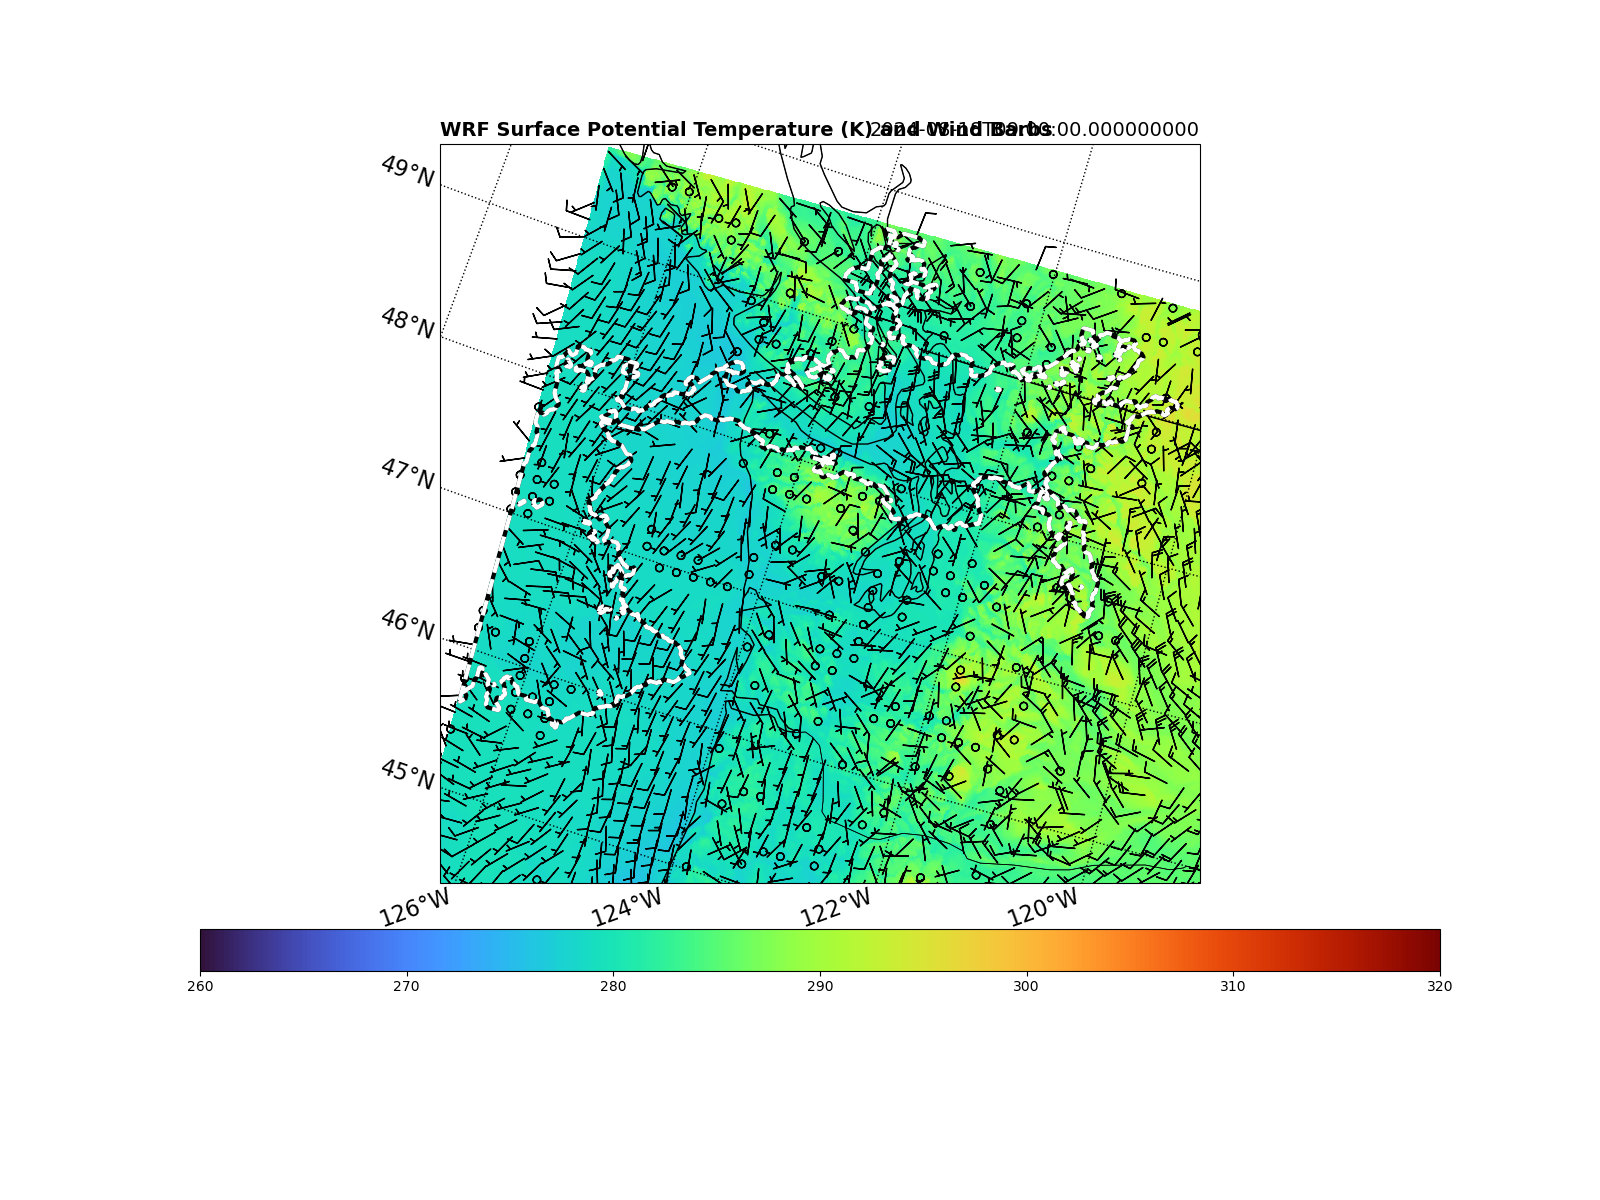 WRF Surface Potential Temperature (K) and Wind Barbs
49°N
48°N
47°N
46°N
45°N
126°W 124°W 122°W 120°W
260 270 280 290 300 310 320